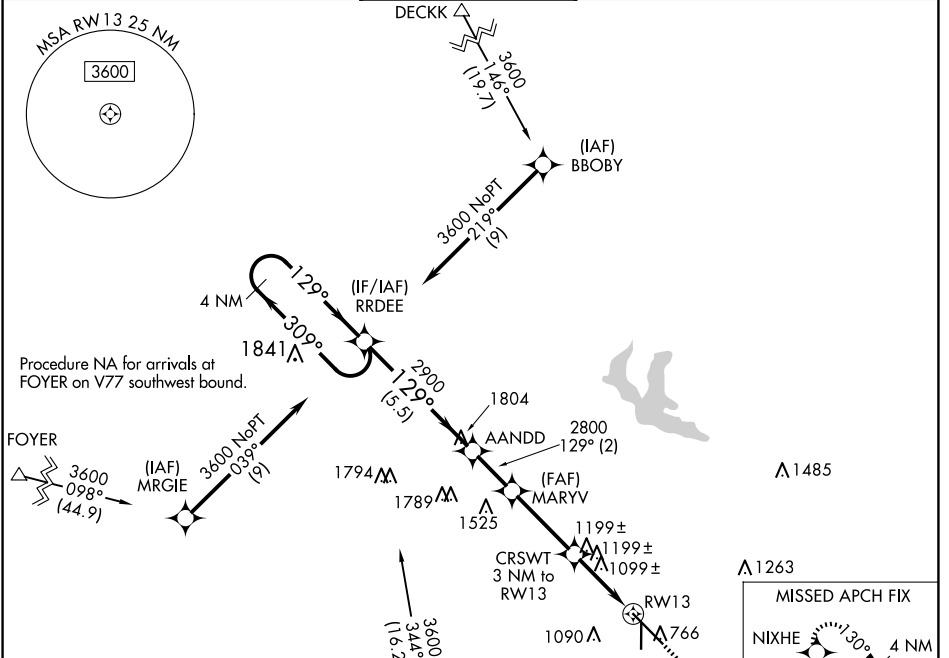 MSA RW13 25 NM
3600
DECKK
3600
146°
(19.7)
(IAF)
BBOBY
3600 NoPT
219°
(9)
129°
4 NM
309°
(IF/IAF)
RRDEE
1841
Procedure NA for arrivals at
FOYER on V77 southwest bound.
2900
129°
(5.5)
1804
AANDD
2800
129° (2)
FOYER
3600
098°
(44.9)
(IAF)
MRGIE
3600 NoPT
039°
(9)
1794
1789
1525
(FAF)
MARYV
1485
1199±
1199±
1099±
CRSWT
3 NM to
RW13
1263
RW13
1090
766
3600
344°
(16.2
MISSED APCH FIX
NIXHE
130°
4 NM